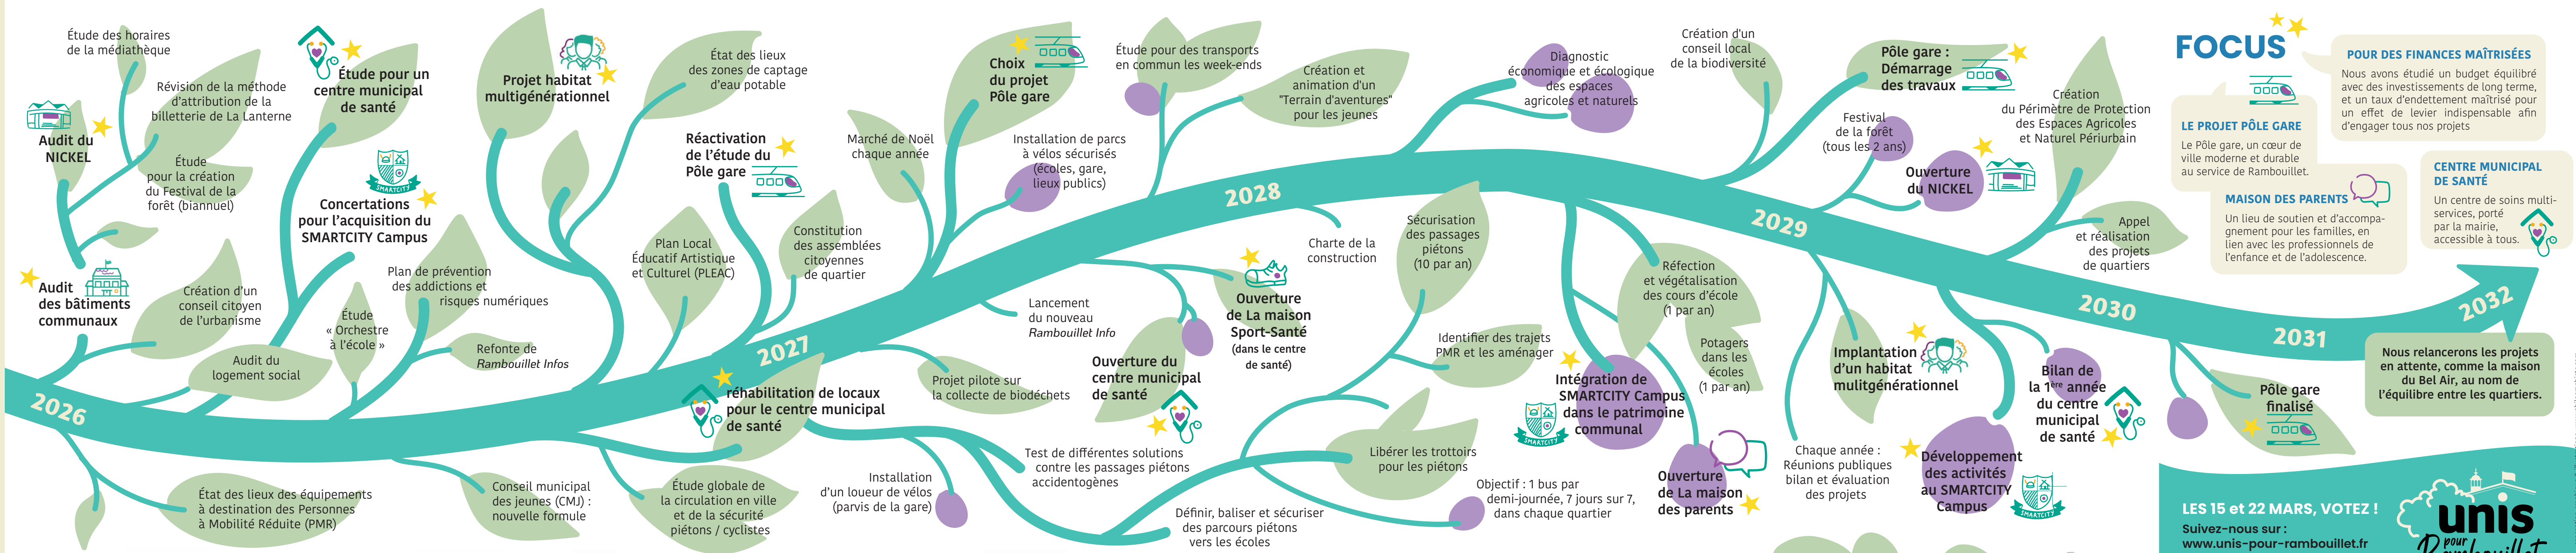 Étude des horaires
de la médiathèque
Révision de la méthode
d'attribution de la
billetterie de La Lanterne
Audit du
NICKEL
Étude
pour la création
du Festival de la
forêt (biannuel)
Audit
des bâtiments
communaux
Création d'un
conseil citoyen
de l'urbanisme
Audit du
logement social
2026
État des lieux des équipements
à destination des Personnes
à Mobilité Réduite (PMR)
Étude pour un
centre municipal
de santé
SMARTCITY
Concertations
pour l'acquisition du
SMARTCITY Campus
Étude
« Orchestre
à l'école »
Plan de prévention
des addictions et
risques numériques
Refonte de
Rambouillet Infos
Conseil municipal
des jeunes (CMJ) :
nouvelle formule
Projet habitat
multigénérationnel
État des lieux
des zones de captage
d'eau potable
Réactivation
de l'étude du
Pôle gare
Plan Local
Éducatif Artistique
et Culturel (PLEAC)
Constitution
des assemblées
citoyennes
de quartier
2027
réhabilitation de locaux
pour le centre municipal
de santé
Étude globale de
la circulation en ville
et de la sécurité
piétons / cyclistes
Marché de Noël
chaque année
Choix
du projet
Pôle gare
Installation de parcs
à vélos sécurisés
(écoles, gare,
lieux publics)
Lancement
du nouveau
Rambouillet Info
Projet pilote sur
la collecte de biodéchets
Installation
d'un loueur de vélos
(parvis de la gare)
Test de différentes solutions
contre les passages piétons
accidentogènes
Définir, baliser et sécuriser
des parcours piétons
vers les écoles
Étude pour des transports
en commun les week-ends
Création et
animation d'un
"Terrain d'aventures"
pour les jeunes
2028
Ouverture du
centre municipal
de santé
Ouverture
de La maison
Sport-Santé
(dans le centre
de santé)
Charte de la
construction
Sécurisation
des passages
piétons
(10 par an)
Identifier des trajets
PMR et les aménager
Libérer les trottoirs
pour les piétons
Objectif : 1 bus par
demi-journée, 7 jours sur 7,
dans chaque quartier
Diagnostic
économique et écologique
des espaces
agricoles et naturels
Création d'un
conseil local
de la biodiversité
Réfection
et végétalisation
des cours d'école
(1 par an)
Potagers
dans les
écoles
(1 par an)
SMARTCITY
Intégration de
SMARTCITY Campus
dans le patrimoine
communal
Ouverture
de La maison
des parents
2029
Pôle gare :
Démarrage
des travaux
Festival
de la forêt
(tous les 2 ans)
Ouverture
du NICKEL
Implantation
d'un habitat
mulitgénérationnel
Chaque année :
Réunions publiques
bilan et évaluation
des projets
Création
du Périmètre de Protection
des Espaces Agricoles
et Naturel Périurbain
Appel
et réalisation
des projets
de quartiers
2030
Bilan de
la 1ère année
du centre
municipal
de santé
Développement
des activités
au SMARTCITY
Campus
SMARTCITY
2031
Pôle gare
finalisé
2032
Nous relancerons les projets
en attente, comme la maison
du Bel Air, au nom de
l'équilibre entre les quartiers.
FOCUS
POUR DES FINANCES MAÎTRISÉES
Nous avons étudié un budget équilibré
avec des investissements de long terme,
et un taux d'endettement maîtrisé pour
un effet de levier indispensable afin
d'engager tous nos projets
LE PROJET PÔLE GARE
Le Pôle gare, un cœur de
ville moderne et durable
au service de Rambouillet.
MAISON DES PARENTS
Un lieu de soutien et d'accompa-
gnement pour les familles, en
lien avec les professionnels de
l'enfance et de l'adolescence.
CENTRE MUNICIPAL
DE SANTÉ
Un centre de soins multi-
services, porté
par la mairie,
accessible à tous.
LES 15 et 22 MARS, VOTEZ !
Suivez-nous sur :
www.unis-pour-rambouillet.fr
unis
pour
Rambouillet